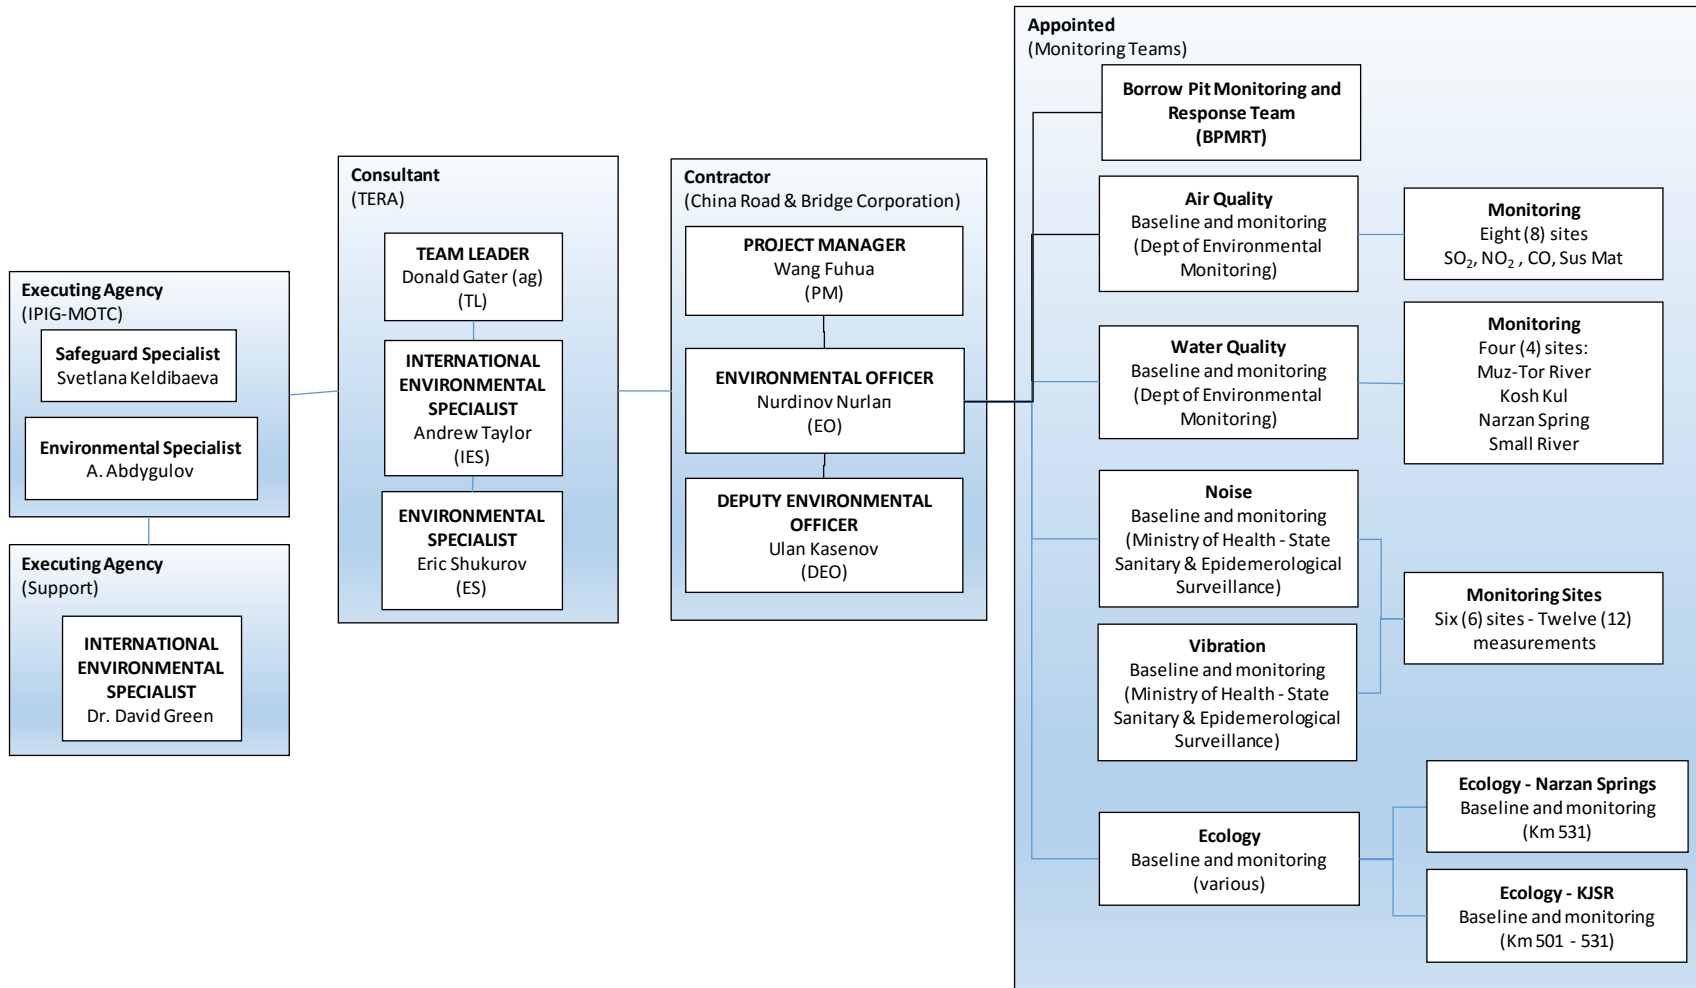 Executing Agency
(IPIG-MOTC)
Safeguard Specialist
Svetlana Keldibaeva
Environmental Specialist
A. Abdygulov
Executing Agency
(Support)
INTERNATIONAL
ENVIRONMENTAL
SPECIALIST
Dr. David Green
Consultant
(TERA)
TEAM LEADER
Donald Gater (ag)
(TL)
INTERNATIONAL
ENVIRONMENTAL
SPECIALIST
Andrew Taylor
(IES)
ENVIRONMENTAL
SPECIALIST
Eric Shukurov
(ES)
Contractor
(China Road & Bridge Corporation)
PROJECT MANAGER
Wang Fuhua
(PM)
ENVIRONMENTAL OFFICER
Nurdinov Nurlaп
(EO)
DEPUTY ENVIRONMENTAL
OFFICER
Ulan Kasenov
(DEO)
Appointed
(Monitoring Teams)
Borrow Pit Monitoring and
Response Team
(BPMRT)
Air Quality
Baseline and monitoring
(Dept of Environmental
Monitoring)
Monitoring
Eight (8) sites
SO₂, NO₂ , CO, Sus Mat
Water Quality
Baseline and monitoring
(Dept of Environmental
Monitoring)
Monitoring
Four (4) sites:
Muz-Tor River
Kosh Kul
Narzan Spring
Small River
Noise
Baseline and monitoring
(Ministry of Health - State
Sanitary & Epidemerological
Surveillance)
Vibration
Baseline and monitoring
(Ministry of Health - State
Sanitary & Epidemerological
Surveillance)
Monitoring Sites
Six (6) sites - Twelve (12)
measurements
Ecology
Baseline and monitoring
(various)
Ecology - Narzan Springs
Baseline and monitoring
(Km 531)
Ecology - KJSR
Baseline and monitoring
(Km 501 - 531)